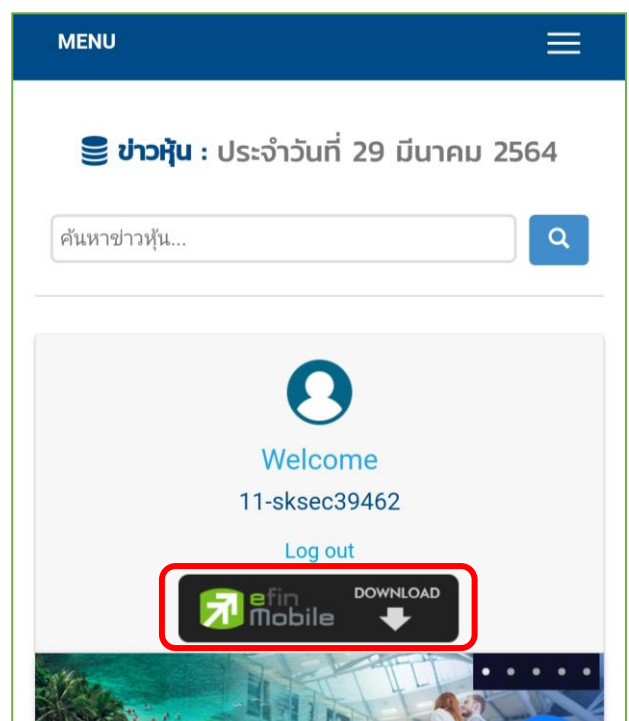 MENU
ข่าวหุ้น : ประจำวันที่ 29 มีนาคม 2564
ค้นหาข่าวหุ้น...
Welcome
11-sksec39462
Log out
efin
Mobile
DOWNLOAD